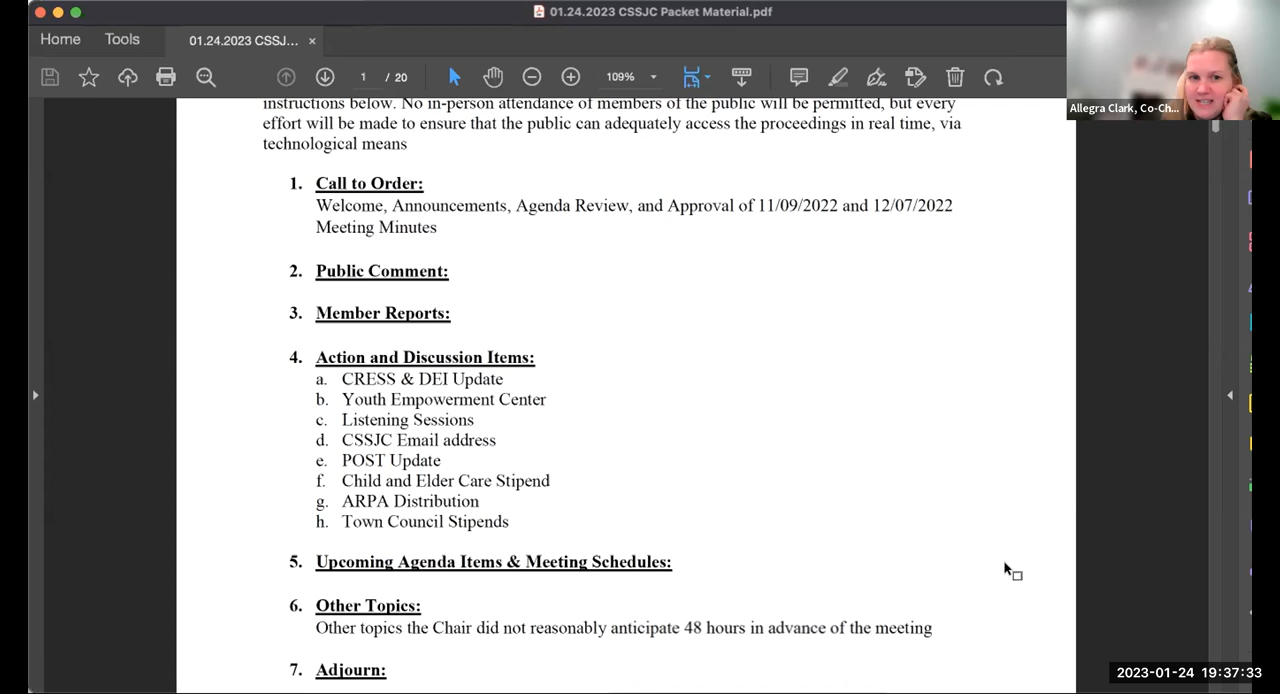 01.24.2023 CSSJC Packet Material.pdf
Home Tools 01.24.2023 CSSJ... ×
1 / 20 109%
Allegra Clark, Co-Ch...
instructions below. No in-person attendance of members of the public will be permitted, but every
effort will be made to ensure that the public can adequately access the proceedings in real time, via
technological means
1. Call to Order:
Welcome, Announcements, Agenda Review, and Approval of 11/09/2022 and 12/07/2022
Meeting Minutes
2. Public Comment:
3. Member Reports:
4. Action and Discussion Items:
a. CRESS & DEI Update
b. Youth Empowerment Center
c. Listening Sessions
d. CSSJC Email address
e. POST Update
f. Child and Elder Care Stipend
g. ARPA Distribution
h. Town Council Stipends
5. Upcoming Agenda Items & Meeting Schedules:
6. Other Topics:
Other topics the Chair did not reasonably anticipate 48 hours in advance of the meeting
7. Adjourn:
2023-01-24 19:37:33